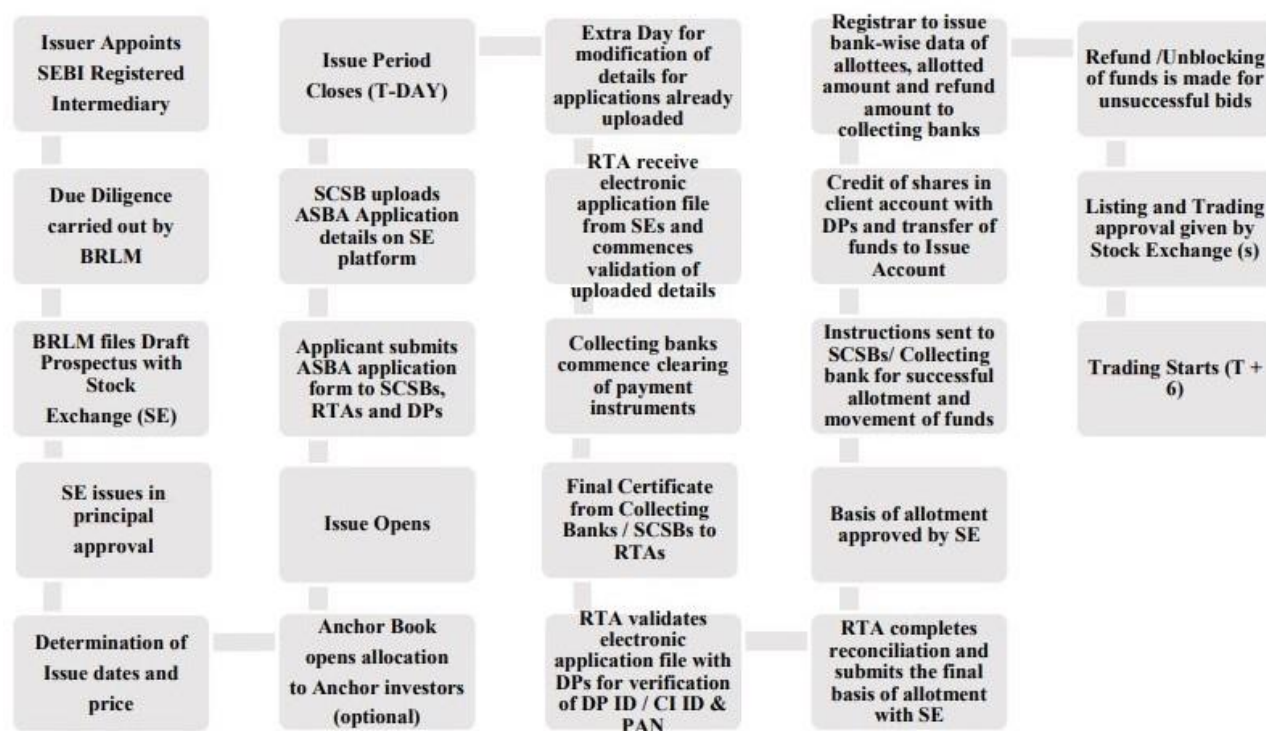 Issuer Appoints
SEBI Registered
Intermediary
Due Diligence
carried out by
BRLM
BRLM files Draft
Prospectus with
Stock
Exchange (SE)
SE issues in
principal
approval
Determination of
Issue dates and
price
Anchor Book
opens allocation
to Anchor investors
(optional)
Issue Opens
Applicant submits
ASBA application
form to SCSBs,
RTAs and DPs
SCSB uploads
ASBA Application
details on SE
platform
Issue Period
Closes (T-DAY)
Extra Day for
modification of
details for
applications already
uploaded
RTA receive
electronic
application file
from SEs and
commences
validation of
uploaded details
Collecting banks
commence clearing
of payment
instruments
Final Certificate
from Collecting
Banks / SCSBs to
RTAs
RTA validates
electronic
application file with
DPs for verification
of DP ID / CI ID &
PAN
RTA completes
reconciliation and
submits the final
basis of allotment
with SE
Basis of allotment
approved by SE
Instructions sent to
SCSBs/ Collecting
bank for successful
allotment and
movement of funds
Credit of shares in
client account with
DPs and transfer of
funds to Issue
Account
Registrar to issue
bank-wise data of
allottees, allotted
amount and refund
amount to
collecting banks
Refund /Unblocking
of funds is made for
unsuccessful bids
Listing and Trading
approval given by
Stock Exchange (s)
Trading Starts (T +
6)